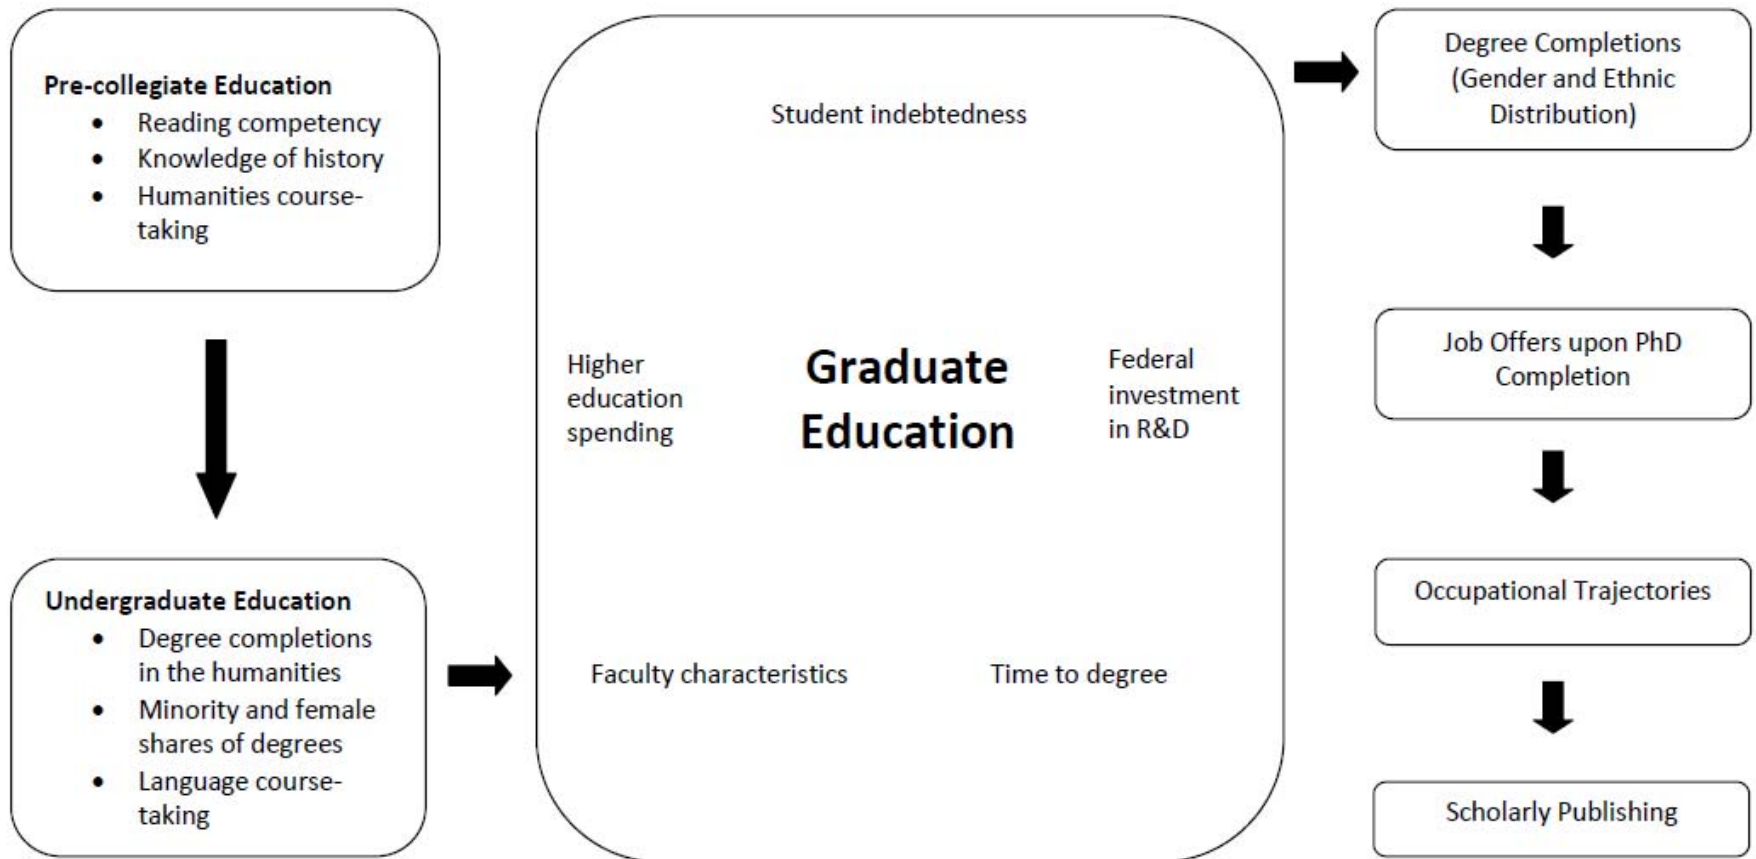 Pre-collegiate Education
• Reading competency
• Knowledge of history
• Humanities course-
taking
Undergraduate Education
• Degree completions
in the humanities
• Minority and female
shares of degrees
• Language course-
taking
Student indebtedness
Higher
education
spending
Graduate
Education
Federal
investment
in R&D
Faculty characteristics
Time to degree
Degree Completions
(Gender and Ethnic
Distribution)
Job Offers upon PhD
Completion
Occupational Trajectories
Scholarly Publishing